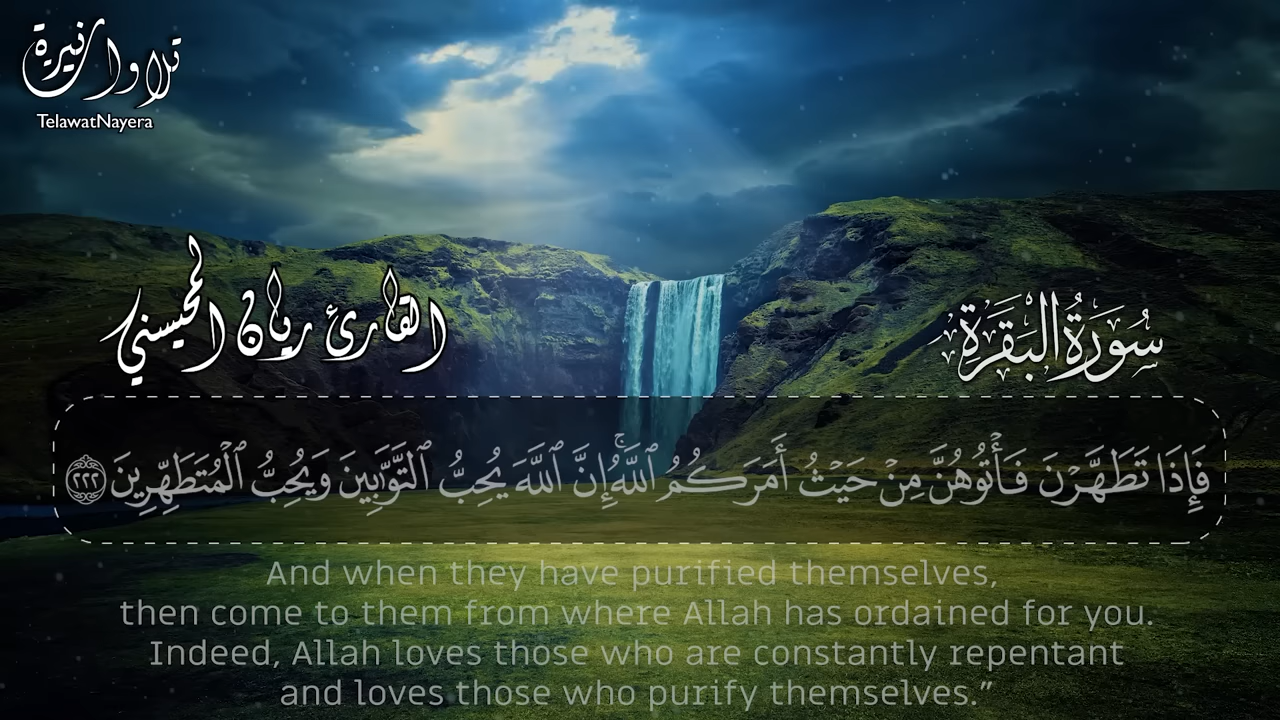 تلاوات نيرة
TelawatNayera
سُورَةُ البَقَرَة
القارئ ريان المحيسني
فَإِذَا تَطَهَّرۡنَ فَأۡتُوهُنَّ مِنۡ حَيۡثُ أَمَرَكُمُ ٱللَّهُۚ إِنَّ ٱللَّهَ يُحِبُّ ٱلتَّوَّٰبِينَ وَيُحِبُّ ٱلۡمُتَطَهِّرِينَ ٢٢٢
And when they have purified themselves,
then come to them from where Allah has ordained for you.
Indeed, Allah loves those who are constantly repentant
and loves those who purify themselves.”